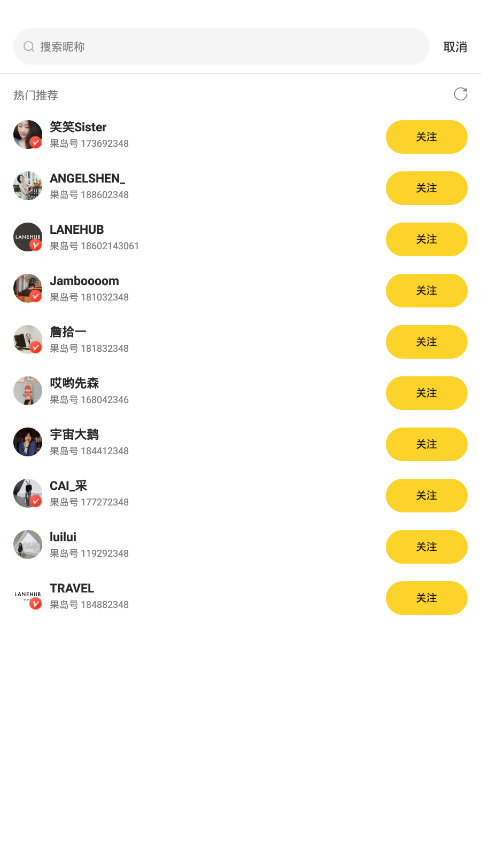 搜索昵称 取消
热门推荐
笑笑Sister
果岛号 173692348
关注
ANGELSHEN_
果岛号 188602348
关注
LANEHUB
LANEHUB
果岛号 18602143061
关注
Jamboooom
果岛号 181032348
关注
詹拾一
果岛号 181832348
关注
哎哟先森
果岛号 168042346
关注
宇宙大鹅
果岛号 184412348
关注
CAI_采
果岛号 177272348
关注
luilui
果岛号 119292348
关注
LANEHUB
TRAVEL
果岛号 184882348
关注